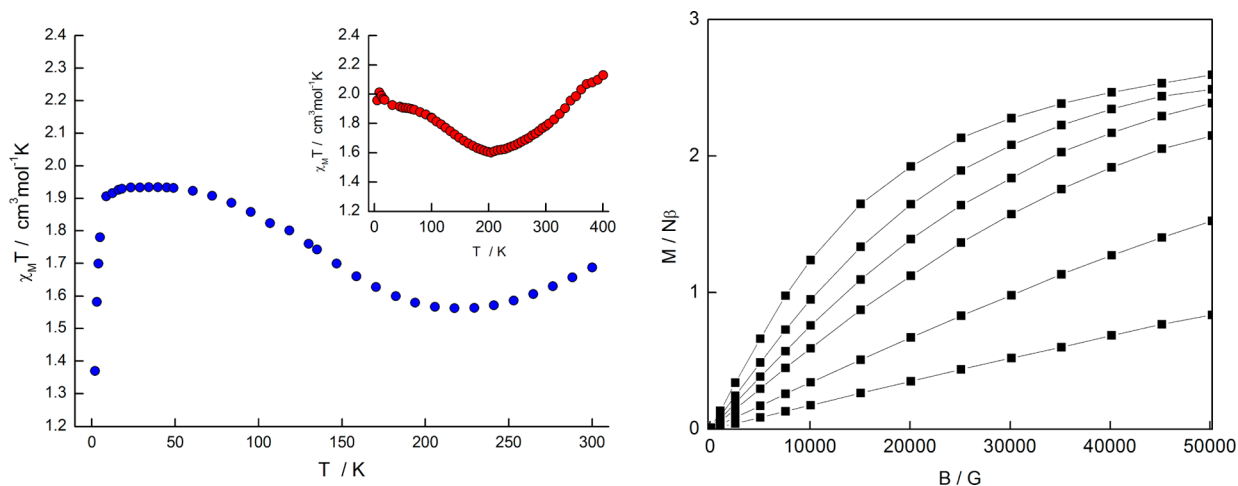 2.4
2.3
2.2
2.1
2.0
1.9
1.8
1.7
1.6
1.5
1.4
1.3
1.2
χMT / cm³mol⁻¹K
0 50 100 150 200 250 300
T / K
2.4
2.2
2.0
1.8
1.6
1.4
1.2
χMT / cm³mol⁻¹K
0 100 200 300 400
T / K
3
2
1
0
M / Nβ
0 10000 20000 30000 40000 50000
B / G